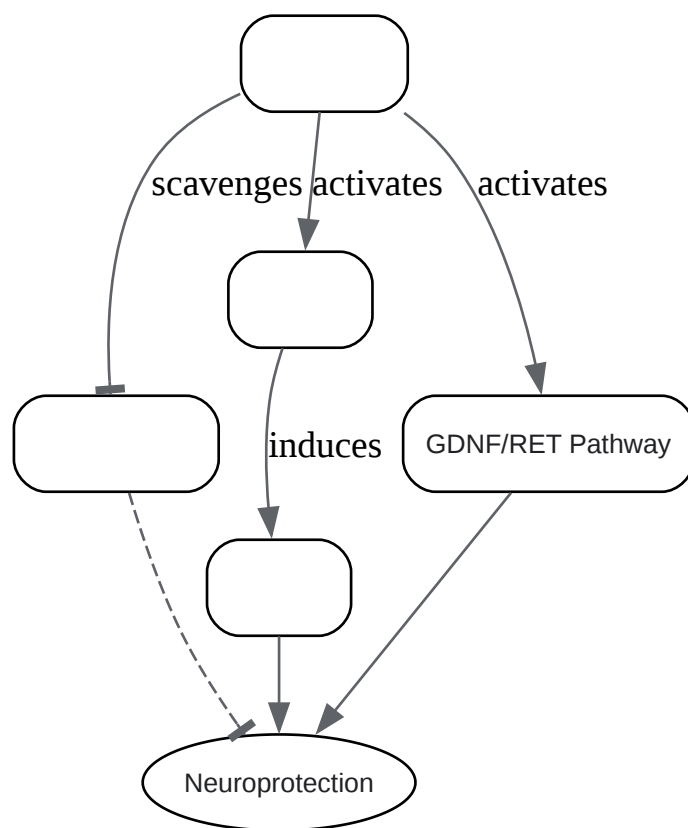 scavenges
activates
activates
GDNF/RET Pathway
induces
Neuroprotection